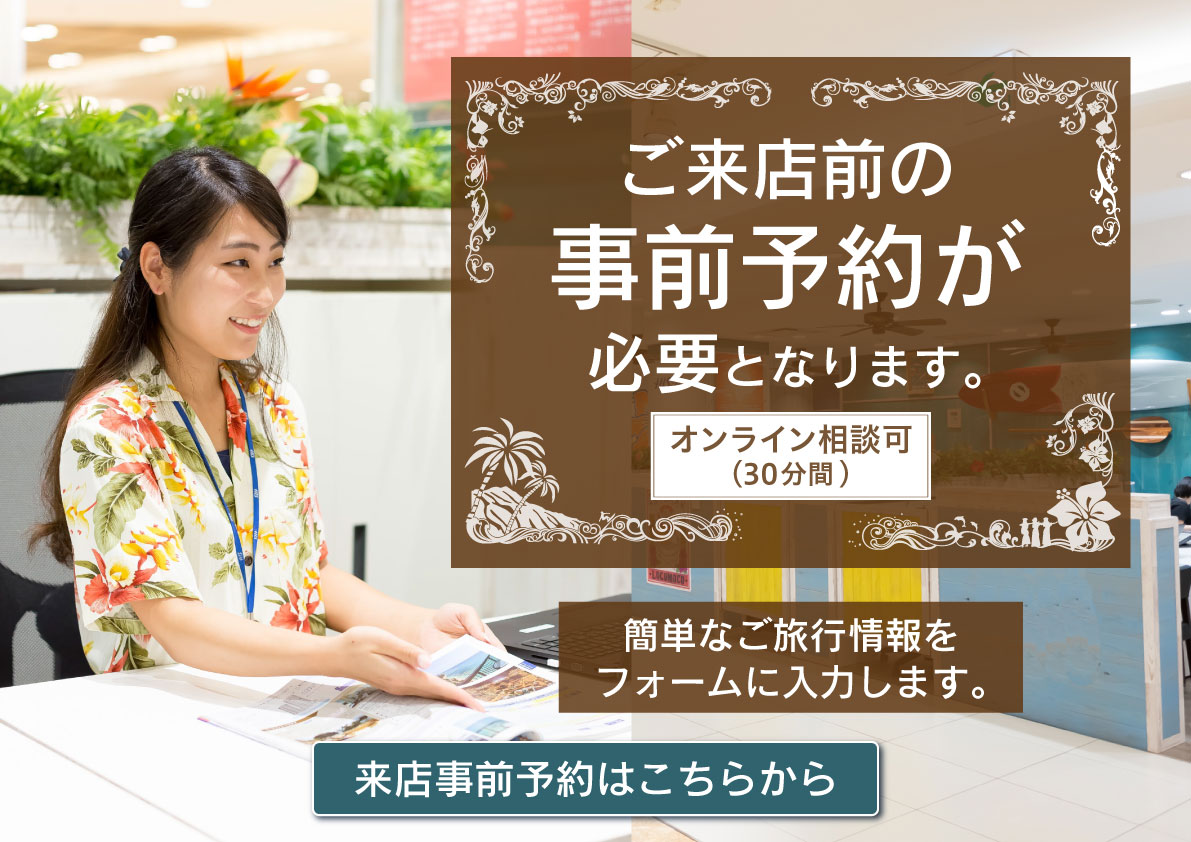 ご来店前の
事前予約が
必要となります。
オンライン相談可
（30分間）
簡単なご旅行情報を
フォームに入力します。
来店事前予約はこちらから